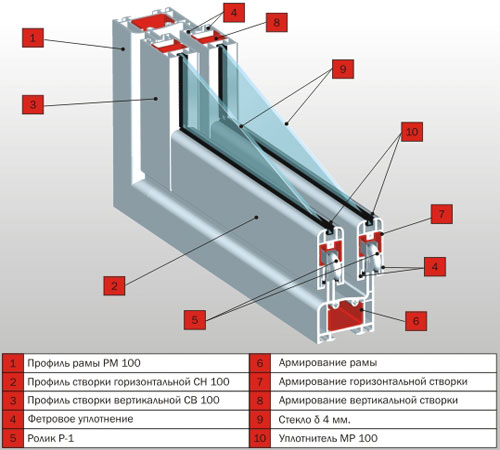 4
1
8
3
9
10
7
2
5
4
6
1 Профиль рамы РМ 100
2 Профиль створки горизонтальной СН 100
3 Профиль створки вертикальной СВ 100
4 Фетровое уплотнение
5 Ролик Р-1
6 Армирование рамы
7 Армирование горизонтальной створки
8 Армирование вертикальной створки
9 Стекло δ 4 мм.
10 Уплотнитель МР 100